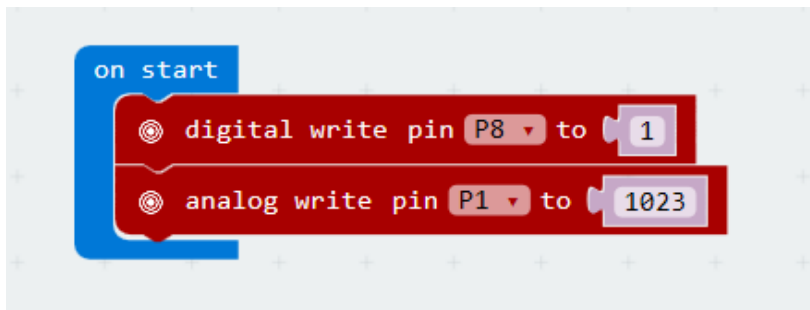 on start
digital write pin P8 to 1
analog write pin P1 to 1023